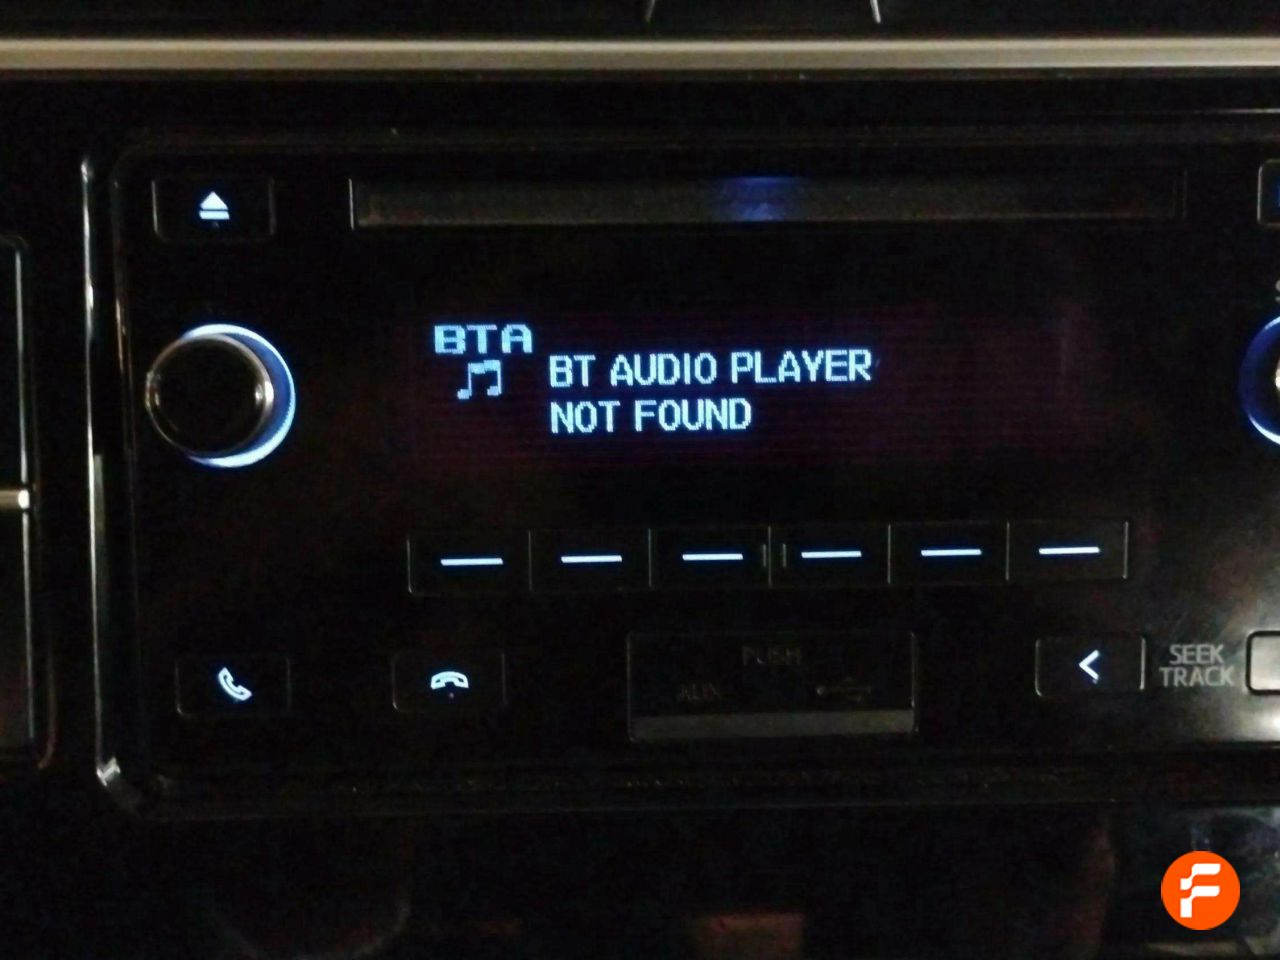 BTA
BT AUDIO PLAYER
NOT FOUND
PUSH
AUX
SEEK
TRACK